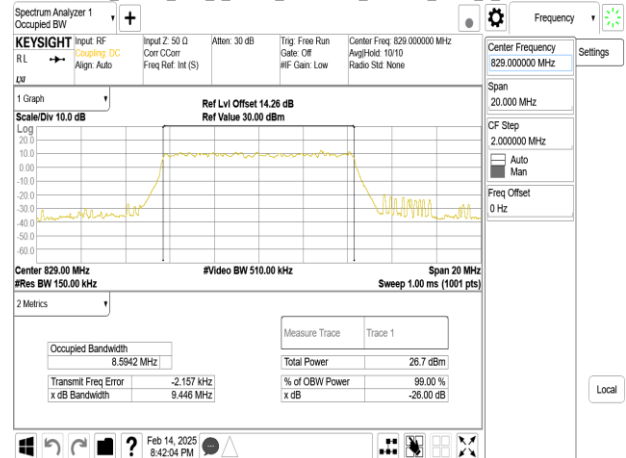 Spectrum Analyzer 1
Occupied BW
Frequency
KEYSIGHT
RL
LXI
Input: RF
Coupling: DC
Align: Auto
Input Z: 50 Ω
Corr CCorr
Freq Ref: Int (S)
Atten: 30 dB
Trig: Free Run
Gate: Off
#IF Gain: Low
Center Freq: 829.000000 MHz
Avg|Hold: 10/10
Radio Std: None
Center Frequency
829.000000 MHz
Settings
Span
20.000 MHz
CF Step
2.000000 MHz
Auto
Man
Freq Offset
0 Hz
1 Graph
Scale/Div 10.0 dB
Ref Lvl Offset 14.26 dB
Ref Value 30.00 dBm
Log
20.0
10.0
0.00
-10.0
-20.0
-30.0
-40.0
-50.0
-60.0
Center 829.00 MHz
#Res BW 150.00 kHz
#Video BW 510.00 kHz
Span 20 MHz
Sweep 1.00 ms (1001 pts)
2 Metrics
Measure Trace Trace 1
Occupied Bandwidth
8.5942 MHz
Total Power 26.7 dBm
Transmit Freq Error -2.157 kHz
% of OBW Power 99.00 %
x dB Bandwidth 9.446 MHz
x dB -26.00 dB
Local
?
Feb 14, 2025
8:42:04 PM